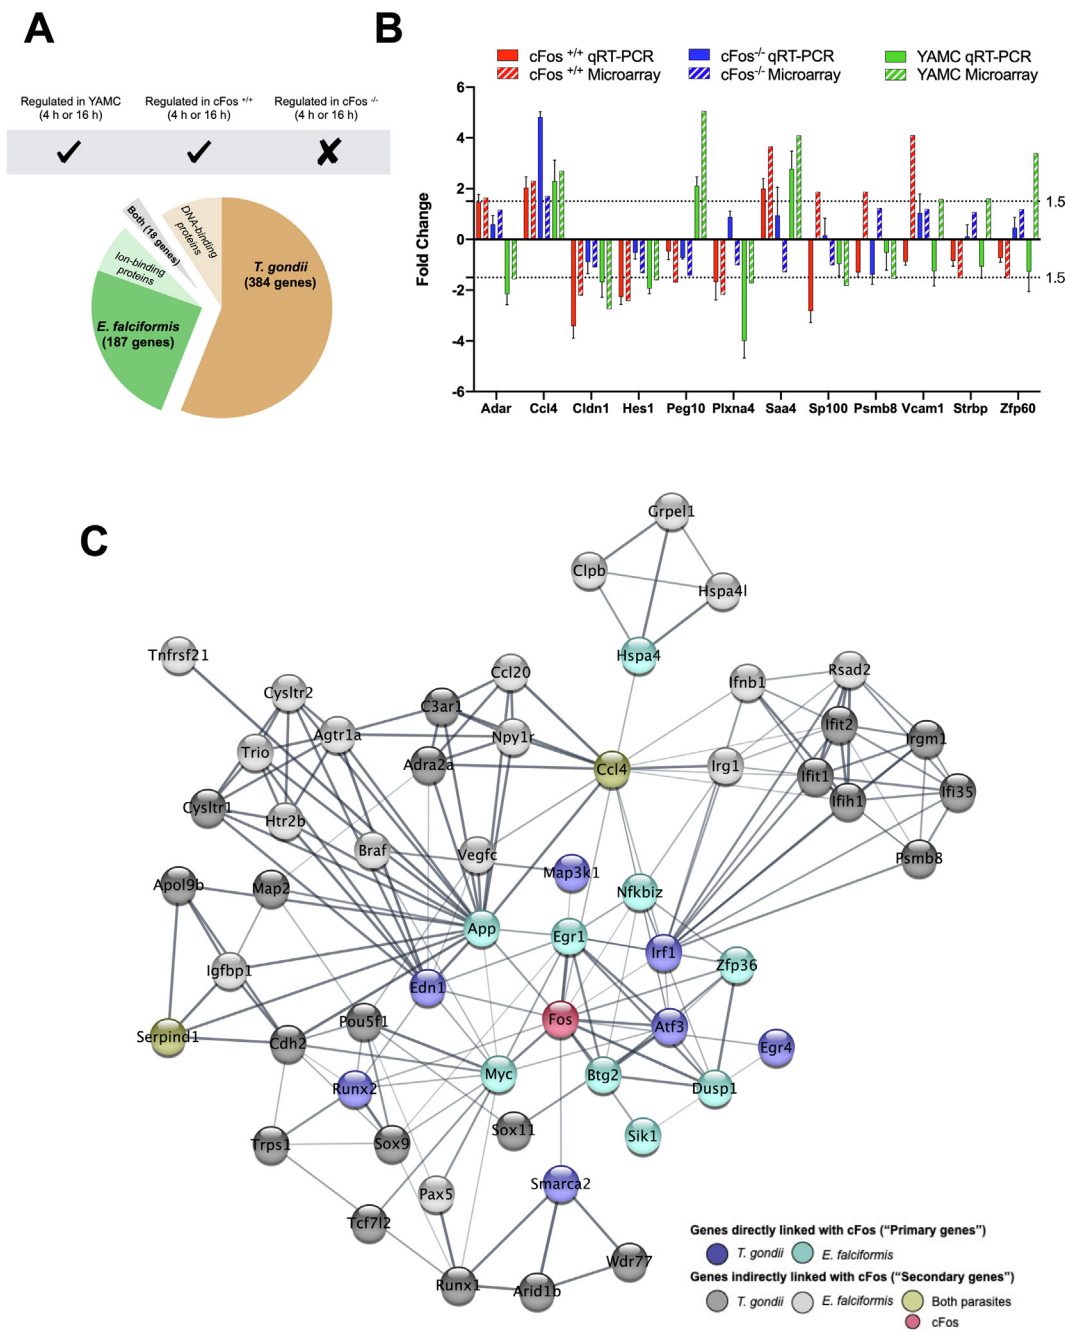 A
Regulated in YAMC
(4 h or 16 h)
Regulated in cFos +/+
(4 h or 16 h)
Regulated in cFos -/-
(4 h or 16 h)
Both (18 genes)
DNA-binding
proteins
Ion-binding
proteins
T. gondii
(384 genes)
E. falciformis
(187 genes)
B
cFos +/+ qRT-PCR
cFos +/+ Microarray
cFos-/- qRT-PCR
cFos-/- Microarray
YAMC qRT-PCR
YAMC Microarray
Fold Change
6
4
2
0
-2
-4
-6
1.5
1.5
Adar Ccl4 Cldn1 Hes1 Peg10 Plxna4 Saa4 Sp100 Psmb8 Vcam1 Strbp Zfp60
C
Grpel1
Clpb
Hspa4l
Hspa4
Tnfrsf21
Cysltr2
Ccl20
Ifnb1
Rsad2
C3ar1
Agtr1a
Npy1r
Ifit2
Irgm1
Trio
Adra2a
Ccl4
Irg1
Ifit1
Cysltr1
Htr2b
Ifih1
Ifi35
Braf
Vegfc
Psmb8
Map3k1
Apol9b
Map2
Nfkbiz
App
Egr1
Irf1
Zfp36
Igfbp1
Edn1
Serpind1
Cdh2
Pou5f1
Fos
Atf3
Egr4
Runx2
Myc
Btg2
Dusp1
Trps1
Sox9
Sox11
Sik1
Pax5
Smarca2
Tcf7l2
Runx1
Arid1b
Wdr77
Genes directly linked with cFos (“Primary genes”)
T. gondii
E. falciformis
Genes indirectly linked with cFos (“Secondary genes”)
T. gondii
E. falciformis
Both parasites
cFos